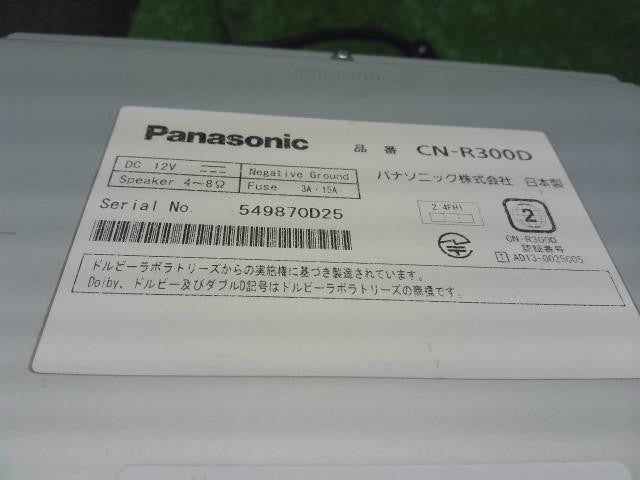 Panasonic
品番 CN-R300D
DC 12V
Negative Ground
Speaker 4~8Ω
Fuse 3A・15A
パナソニック株式会社 日本製
Serial No. 549870D25
2.4FH1
2
CN-R300D
認証番号
T AD13-0025005
ドルビーラボラトリーズからの実施権に基づき製造されています。
Dolby、ドルビー及びダブルD記号はドルビーラボラトリーズの商標です。